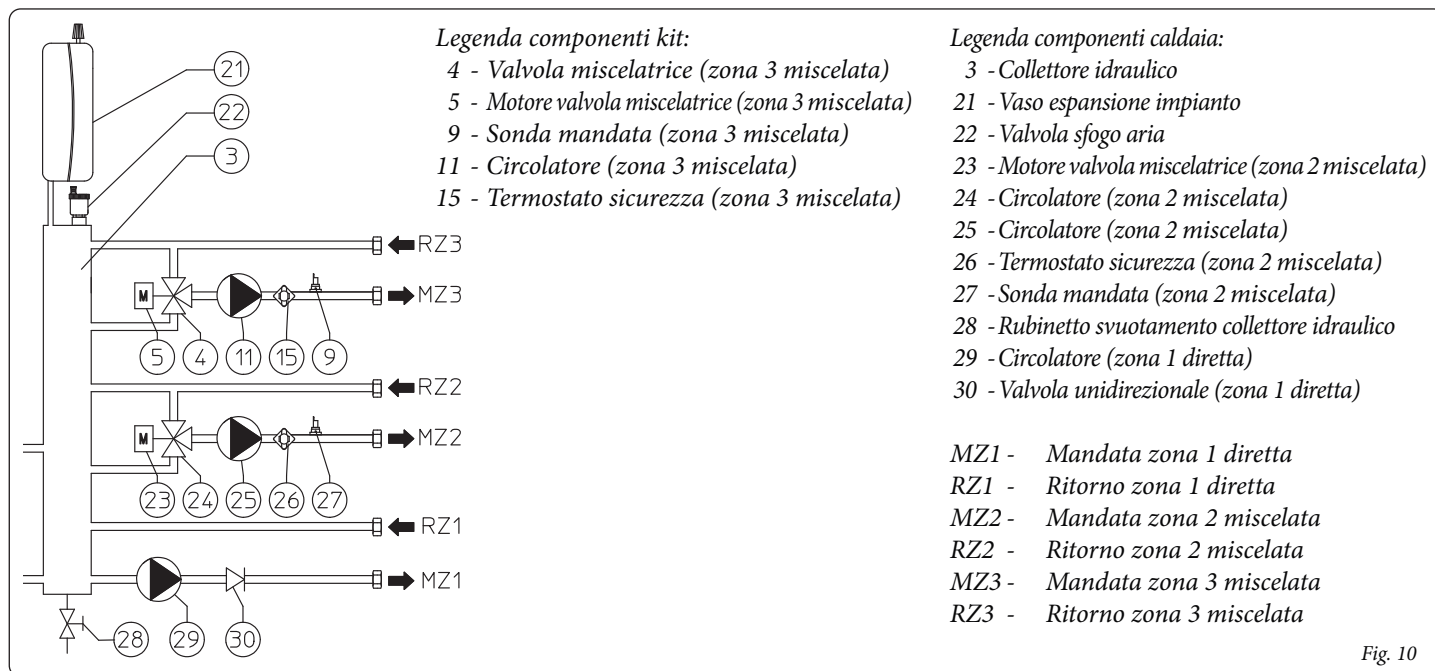 21
22
3
RZ3
M
MZ3
5 4 11 15 9
RZ2
M
MZ2
23 24 25 26 27
RZ1
MZ1
28 29 30
Legenda componenti kit:
4 - Valvola miscelatrice (zona 3 miscelata)
5 - Motore valvola miscelatrice (zona 3 miscelata)
9 - Sonda mandata (zona 3 miscelata)
11 - Circolatore (zona 3 miscelata)
15 - Termostato sicurezza (zona 3 miscelata)
Legenda componenti caldaia:
3 - Collettore idraulico
21 - Vaso espansione impianto
22 - Valvola sfogo aria
23 - Motore valvola miscelatrice (zona 2 miscelata)
24 - Circolatore (zona 2 miscelata)
25 - Circolatore (zona 2 miscelata)
26 - Termostato sicurezza (zona 2 miscelata)
27 - Sonda mandata (zona 2 miscelata)
28 - Rubinetto svuotamento collettore idraulico
29 - Circolatore (zona 1 diretta)
30 - Valvola unidirezionale (zona 1 diretta)
MZ1 - Mandata zona 1 diretta
RZ1 - Ritorno zona 1 diretta
MZ2 - Mandata zona 2 miscelata
RZ2 - Ritorno zona 2 miscelata
MZ3 - Mandata zona 3 miscelata
RZ3 - Ritorno zona 3 miscelata
Fig. 10